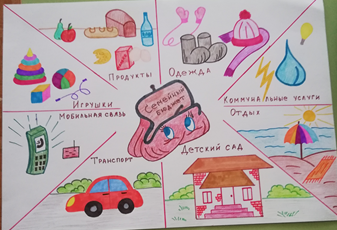 Продукты
Одежда
Игрушки
Коммунальные услуги
Семейный
бюджет
Мобильная связь
Отдых
Транспорт
Детский сад